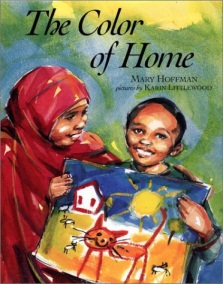 The Color
of Home
MARY HOFFMAN
pictures by KARIN LITTLEWOOD